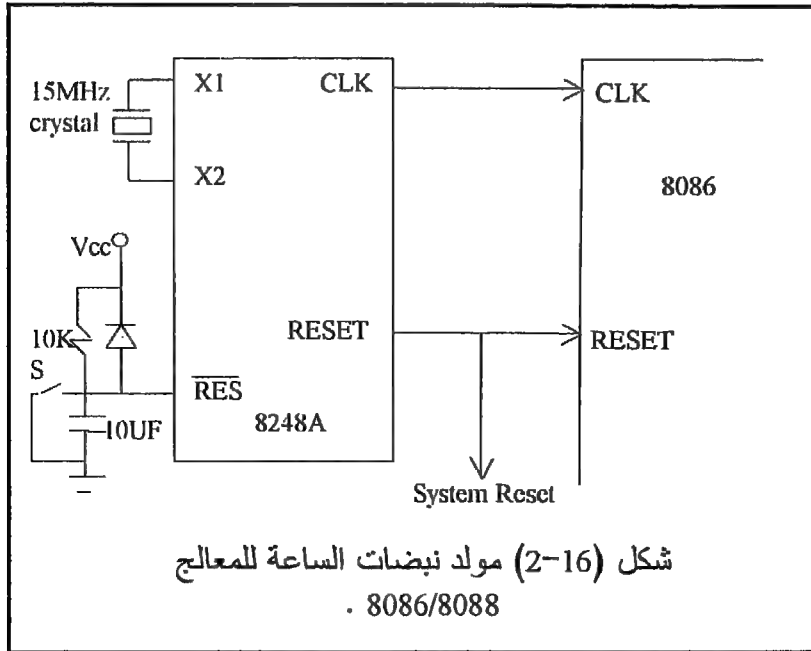 15MHz
crystal
X1
X2
CLK
CLK
8086
Vcc
10K
S
10UF
RES
RESET
RESET
8248A
System Reset
شكل (2-16) مولد نبضات الساعة للمعالج
8086/8088 .